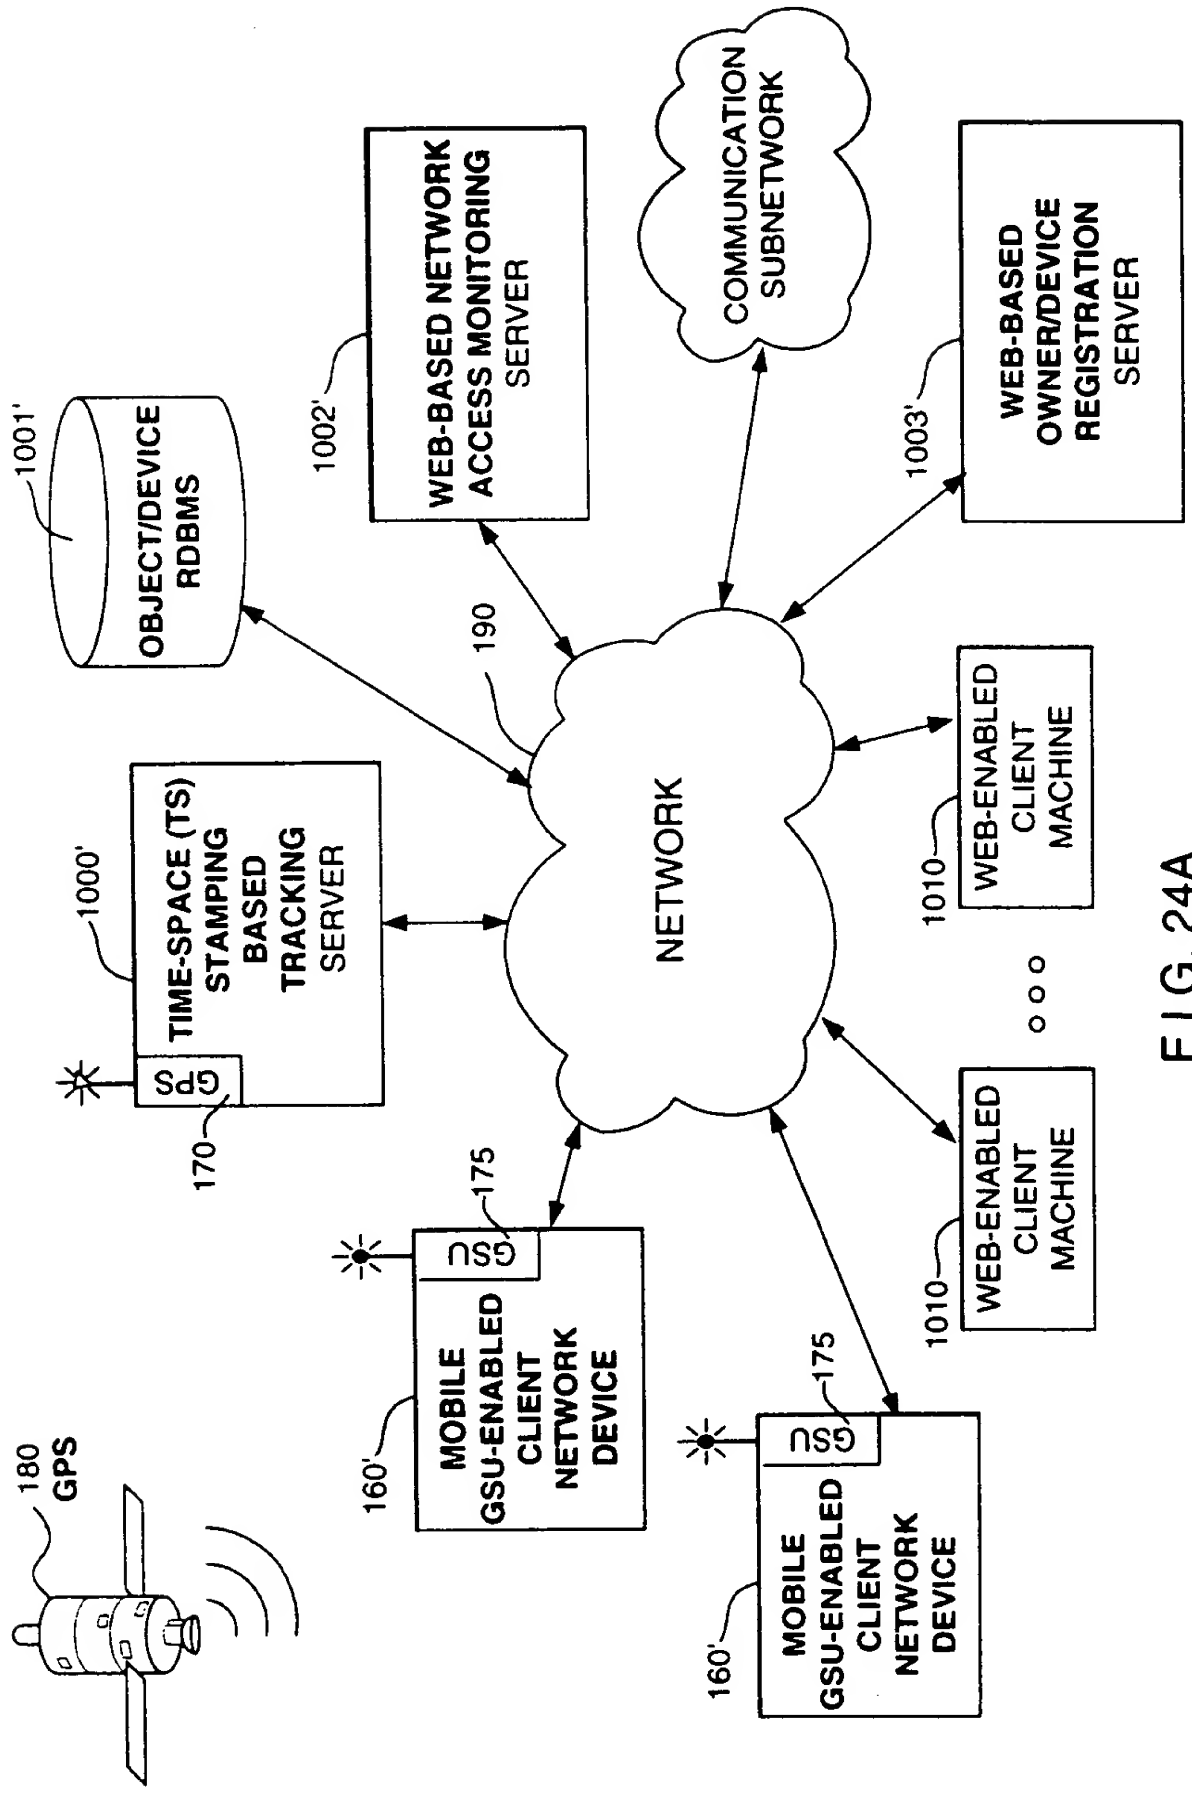 180
GPS
1000'
TIME-SPACE (TS)
STAMPING
BASED
TRACKING
SERVER
GPS
170
1001'
OBJECT/DEVICE
RDBMS
160'
MOBILE
GSU-ENABLED
CLIENT
NETWORK
DEVICE
GSU
175
190
1002'
WEB-BASED NETWORK
ACCESS MONITORING
SERVER
NETWORK
COMMUNICATION
SUBNETWORK
160'
MOBILE
GSU-ENABLED
CLIENT
NETWORK
DEVICE
GSU
175
1010
WEB-ENABLED
CLIENT
MACHINE
1010
WEB-ENABLED
CLIENT
MACHINE
1003'
WEB-BASED
OWNER/DEVICE
REGISTRATION
SERVER
FIG. 24A